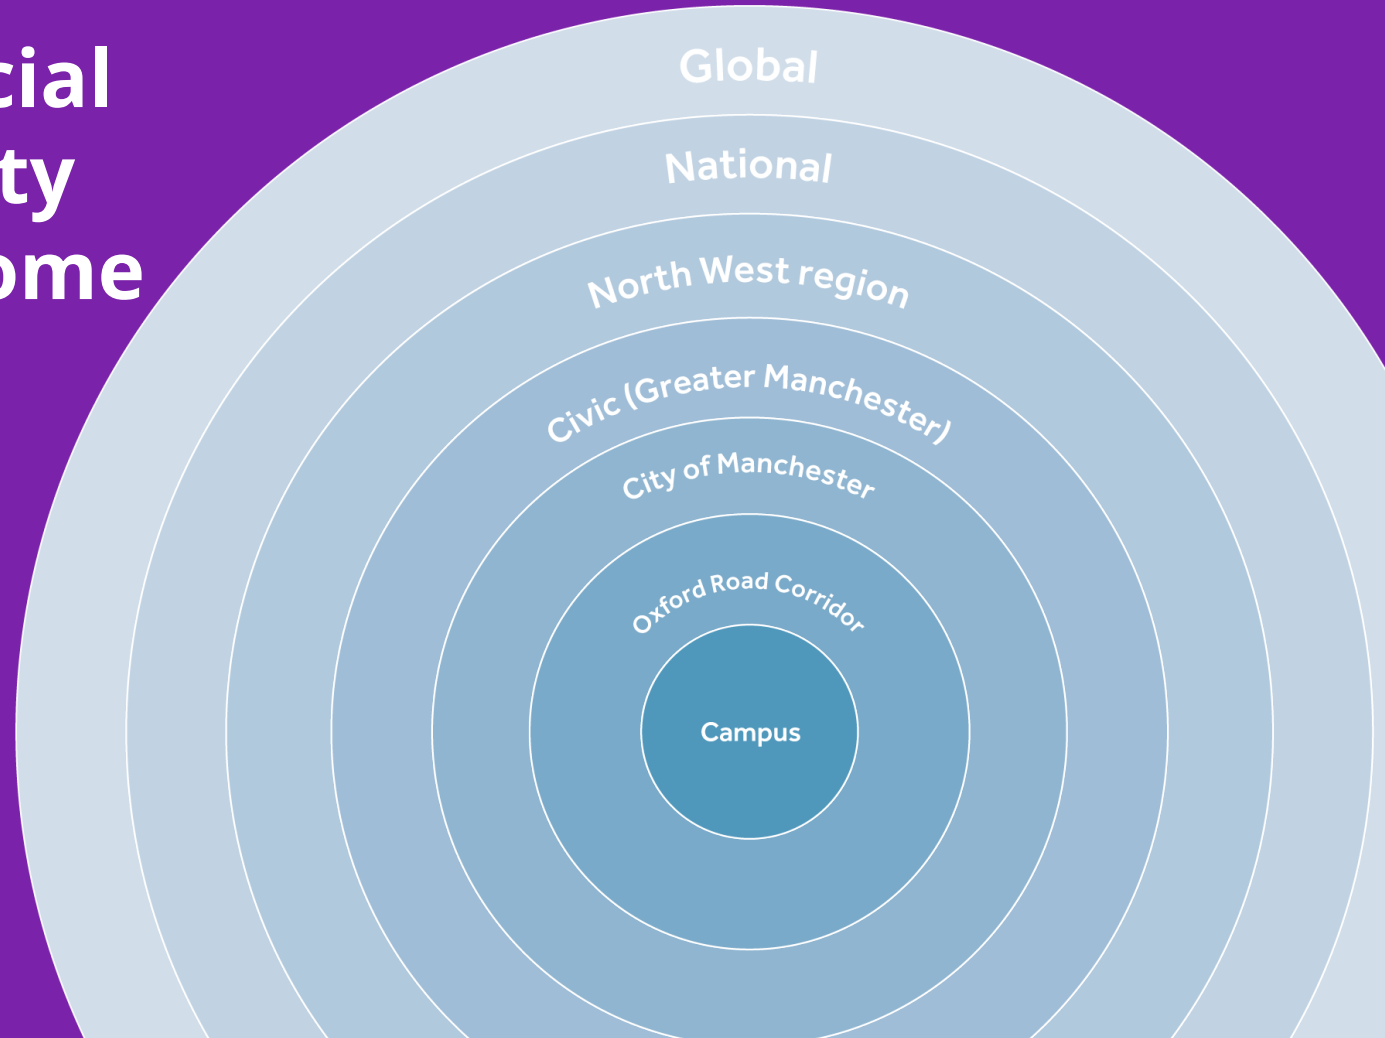 cial
ty
ome
Global
National
North West region
Civic (Greater Manchester)
City of Manchester
Oxford Road Corridor
Campus